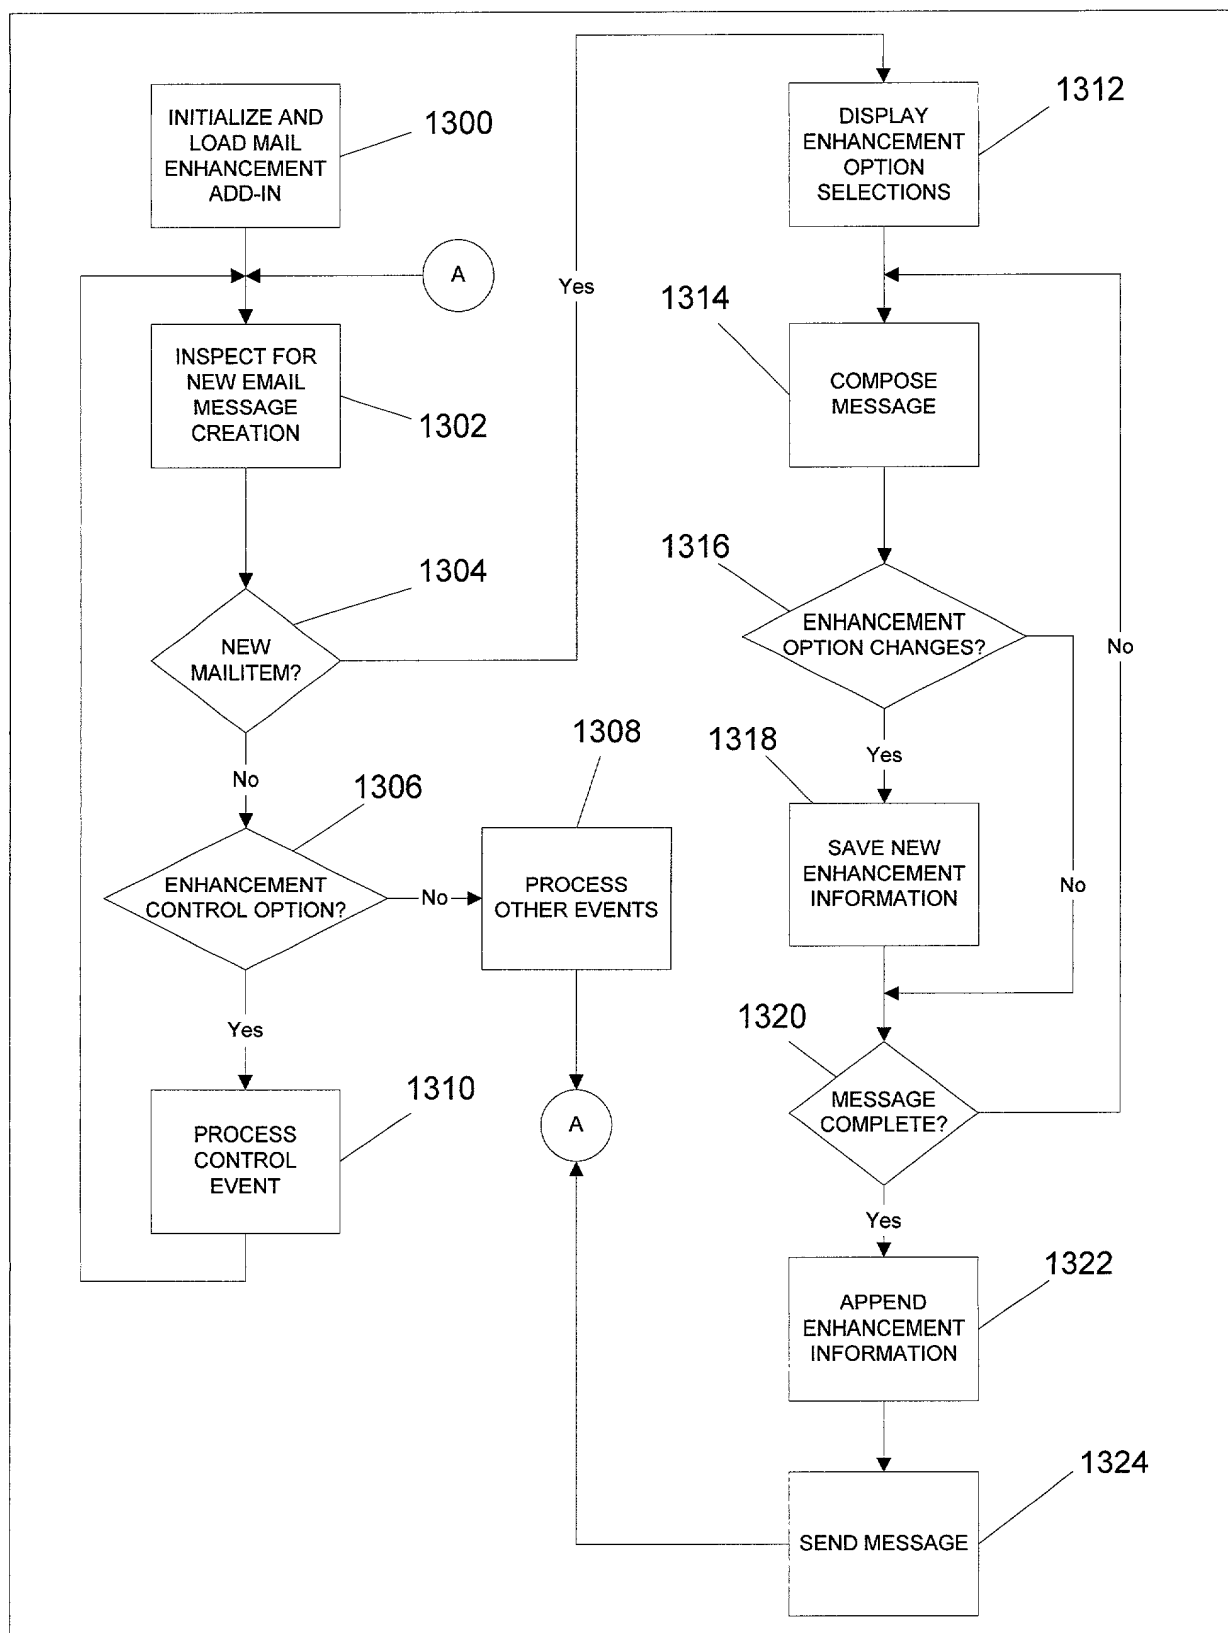 INITIALIZE AND
LOAD MAIL
ENHANCEMENT
ADD-IN
1300
A
INSPECT FOR
NEW EMAIL
MESSAGE
CREATION
1302
1304
NEW
MAILITEM?
Yes
No
1306
ENHANCEMENT
CONTROL OPTION?
No
1308
PROCESS
OTHER EVENTS
Yes
1310
PROCESS
CONTROL
EVENT
A
DISPLAY
ENHANCEMENT
OPTION
SELECTIONS
1312
1314
COMPOSE
MESSAGE
1316
ENHANCEMENT
OPTION CHANGES?
No
Yes
1318
SAVE NEW
ENHANCEMENT
INFORMATION
No
1320
MESSAGE
COMPLETE?
Yes
1322
APPEND
ENHANCEMENT
INFORMATION
1324
SEND MESSAGE